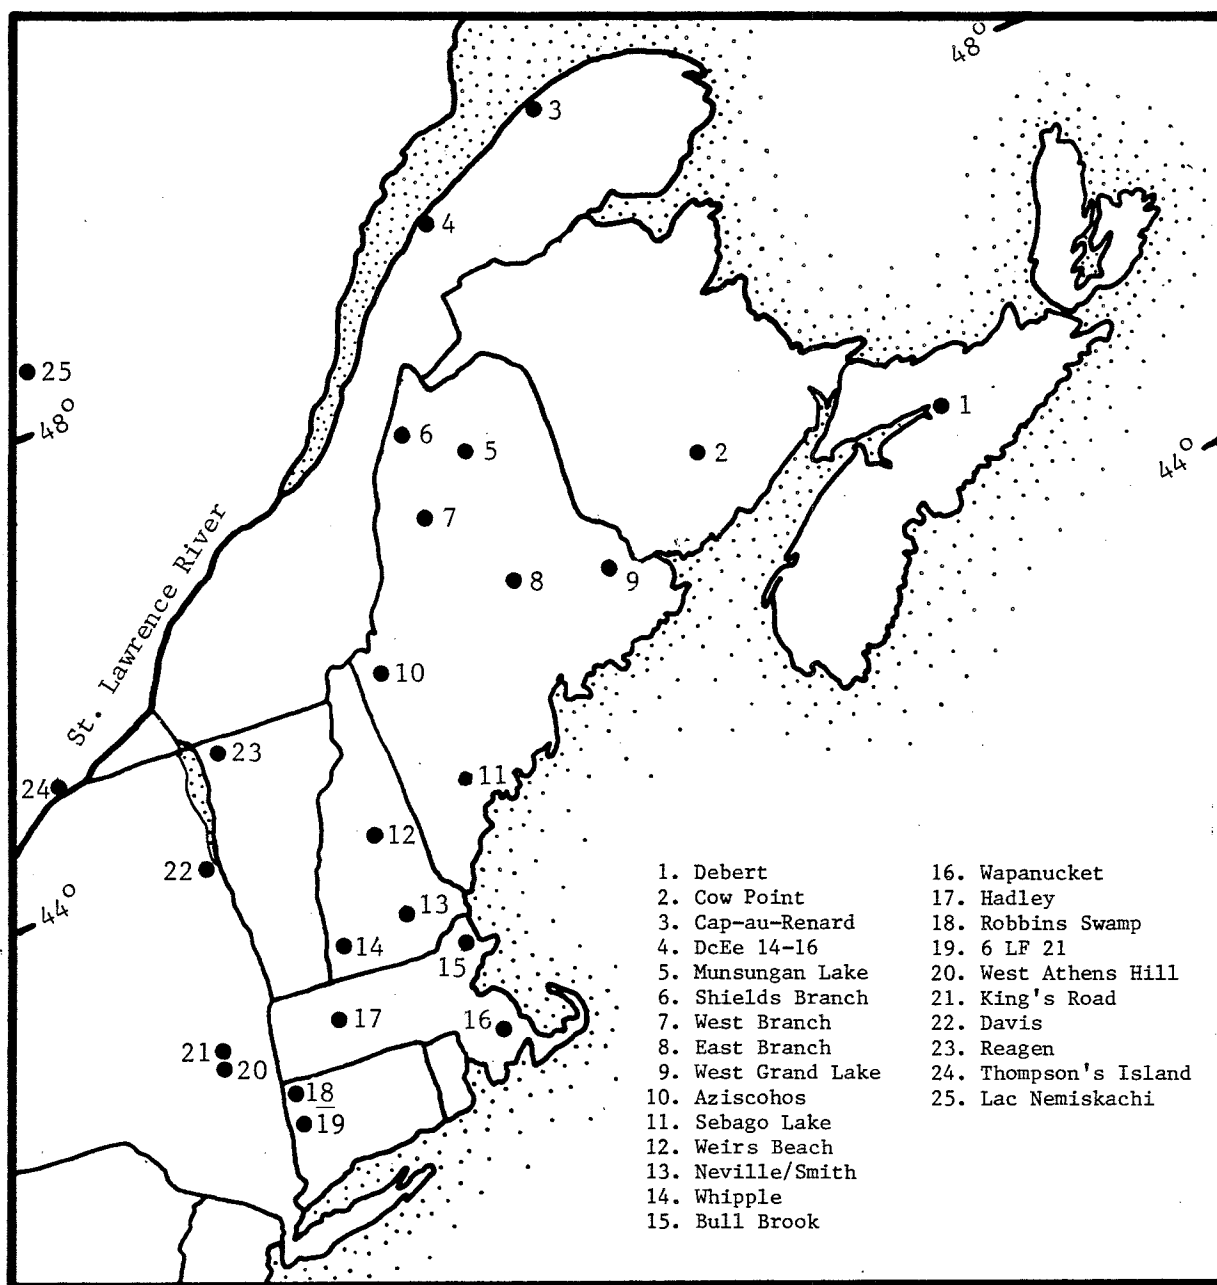 48°
3
4
25
48°
1
6
5
2
44°
7
8
9
St. Lawrence River
10
23
24
11
12
22
13
14
15
17
16
21
20
18
19
1. Debert
2. Cow Point
3. Cap-au-Renard
4. DcEe 14-16
5. Munsungan Lake
6. Shields Branch
7. West Branch
8. East Branch
9. West Grand Lake
10. Aziscohos
11. Sebago Lake
12. Weirs Beach
13. Neville/Smith
14. Whipple
15. Bull Brook
16. Wapanucket
17. Hadley
18. Robbins Swamp
19. 6 LF 21
20. West Athens Hill
21. King's Road
22. Davis
23. Reagen
24. Thompson's Island
25. Lac Nemiskachi
44°